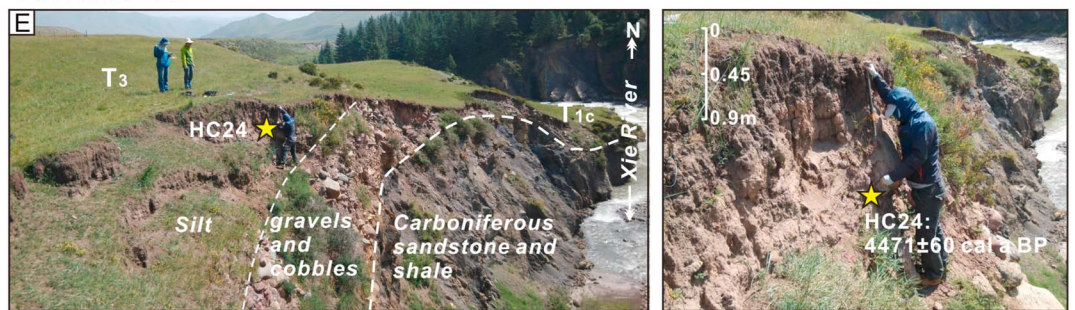 E
N
T3
HC24
T1c
Xie River
Silt
gravels
and
cobbles
Carboniferous
sandstone and
shale
0
0.45
0.9m
HC24:
4471±60 cal a BP